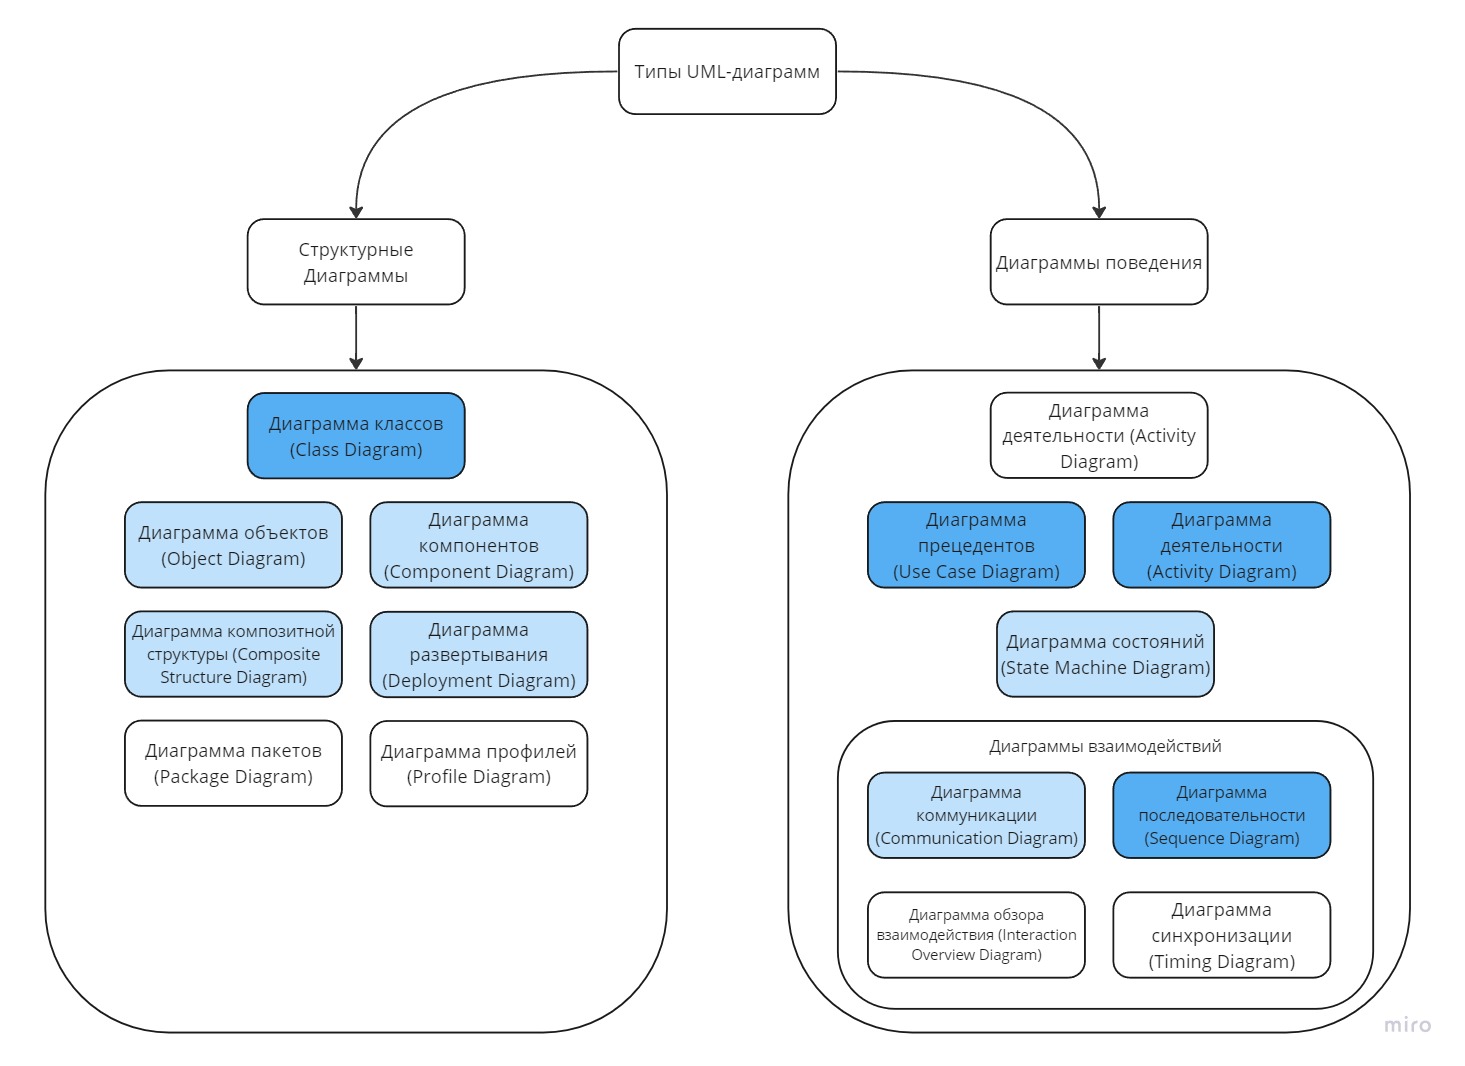 Типы UML-диаграмм
Структурные
Диаграммы
Диаграммы поведения
Диаграмма классов
(Class Diagram)
Диаграмма объектов
(Object Diagram)
Диаграмма
компонентов
(Component Diagram)
Диаграмма композитной
структуры (Composite
Structure Diagram)
Диаграмма
развертывания
(Deployment Diagram)
Диаграмма пакетов
(Package Diagram)
Диаграмма профилей
(Profile Diagram)
Диаграмма
деятельности (Activity
Diagram)
Диаграмма
прецедентов
(Use Case Diagram)
Диаграмма
деятельности
(Activity Diagram)
Диаграмма состояний
(State Machine Diagram)
Диаграммы взаимодействий
Диаграмма
коммуникации
(Communication Diagram)
Диаграмма
последовательности
(Sequence Diagram)
Диаграмма обзора
взаимодействия (Interaction
Overview Diagram)
Диаграмма
синхронизации
(Timing Diagram)
miro